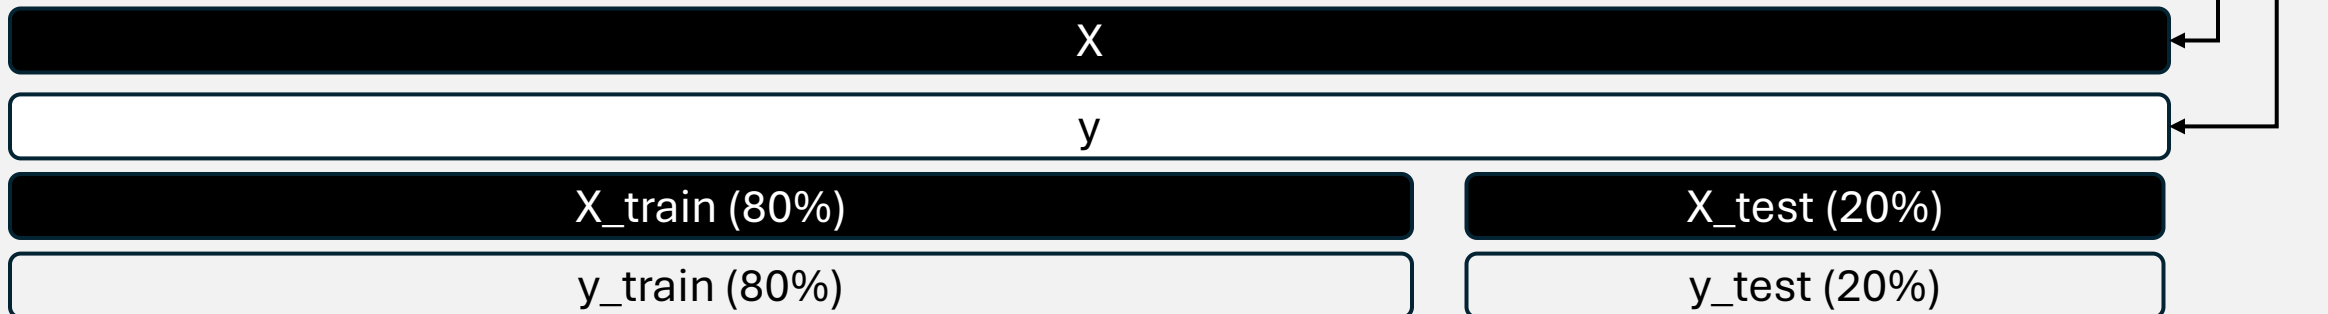 X
y
X_train (80%) X_test (20%)
y_train (80%) y_test (20%)